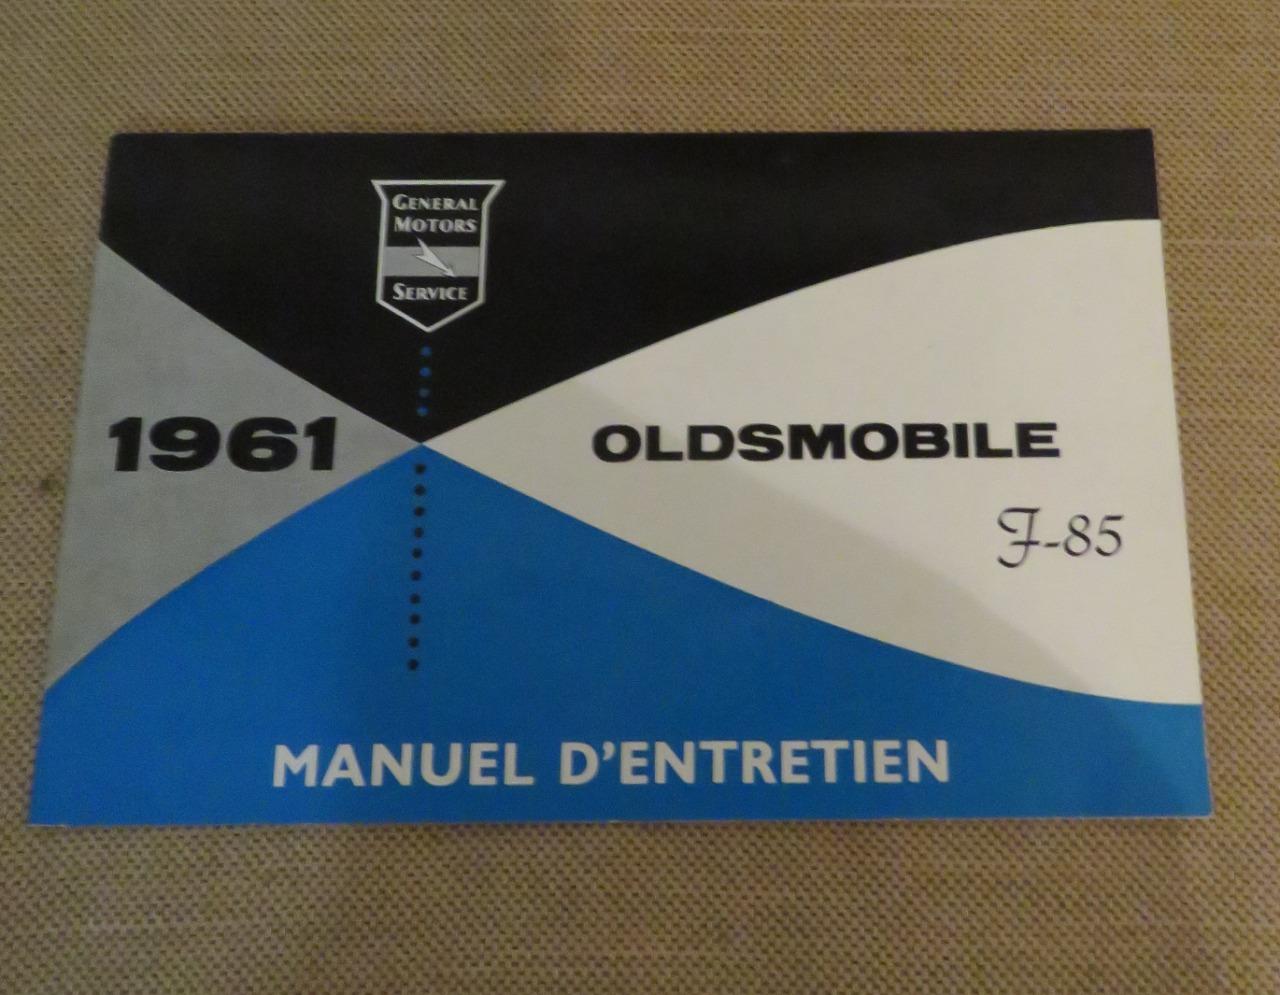 GENERAL
MOTORS
SERVICE
1961
OLDSMOBILE
F-85
MANUEL D'ENTRETIEN